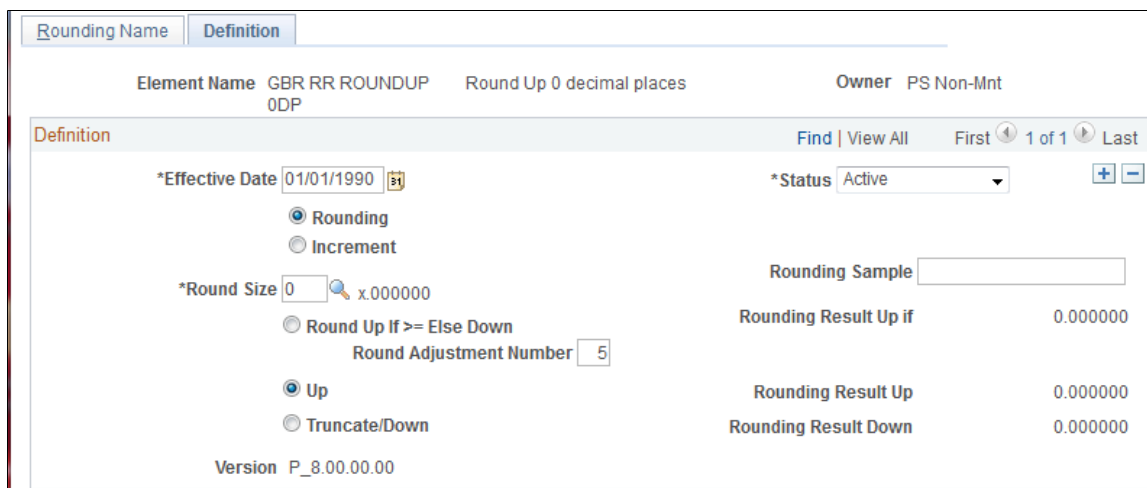 Rounding Name Definition
Element Name GBR RR ROUNDUP Round Up 0 decimal places Owner PS Non-Mnt
0DP
Definition Find | View All First 1 of 1 Last
*Effective Date 01/01/1990 31 *Status Active
Rounding
Increment
Rounding Sample
*Round Size 0 x.000000
Rounding Result Up if 0.000000
Round Up If >= Else Down
Round Adjustment Number 5
Up Rounding Result Up 0.000000
Truncate/Down Rounding Result Down 0.000000
Version P_8.00.00.00